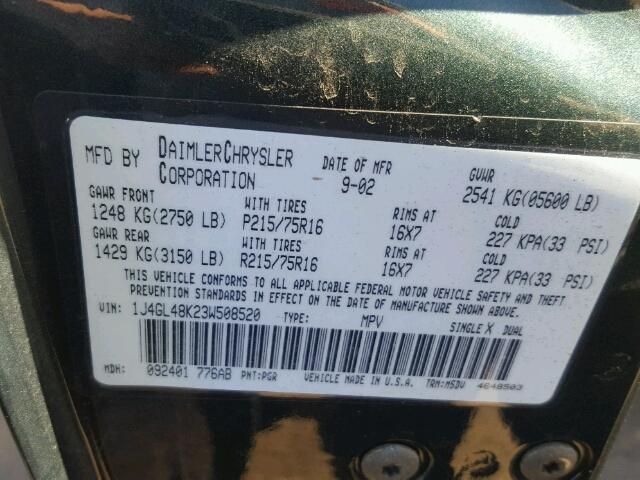 MFD BY DAIMLERCHRYSLER CORPORATION DATE OF MFR 9-02 GVWR 2541 KG(05600 LB)
GAWR FRONT WITH TIRES RIMS AT COLD
1248 KG(2750 LB) P215/75R16 16X7 227 KPA(33 PSI)
GAWR REAR WITH TIRES RIMS AT COLD
1429 KG(3150 LB) R215/75R16 16X7 227 KPA(33 PSI)
THIS VEHICLE CONFORMS TO ALL APPLICABLE FEDERAL MOTOR VEHICLE SAFETY AND THEFT
PREVENTION STANDARDS IN EFFECT ON THE DATE OF MANUFACTURE SHOWN ABOVE.
VIN: 1J4GL48K23W508520 TYPE: MPV SINGLE X DUAL
MDH: 092401 776AB PNT:PGR VEHICLE MADE IN U.S.A. TRM:MSDV 4648503